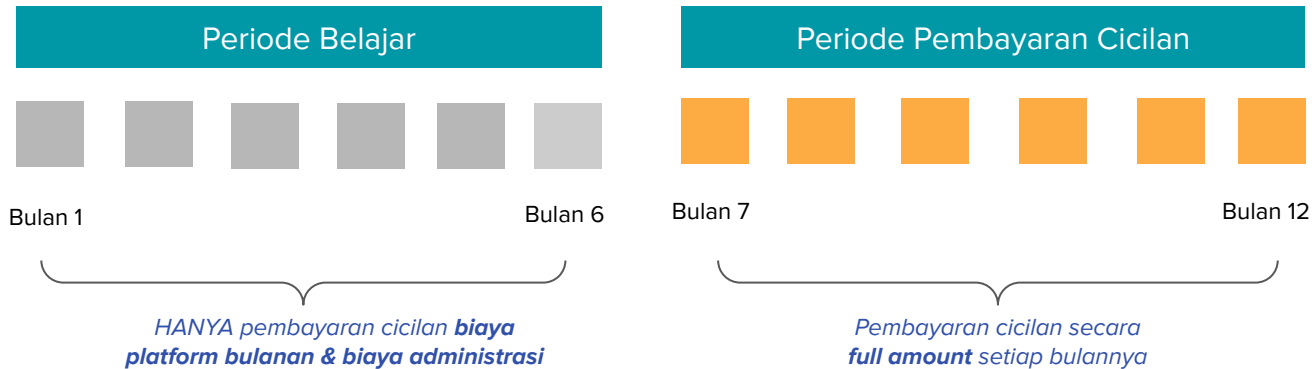 Periode Belajar
Bulan 1
Bulan 6
HANYA pembayaran cicilan biaya
platform bulanan & biaya administrasi
Periode Pembayaran Cicilan
Bulan 7
Bulan 12
Pembayaran cicilan secara
full amount setiap bulannya